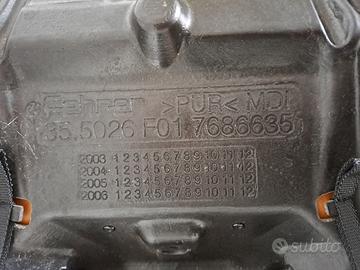 Fehrer >PUR< MDI
35.5026 F01 7686635
2003 1 2 3 4 5 6 7 8 9 10 11 12
2004 1 2 3 4 5 6 7 8 9 10 11 12
2005 1 2 3 4 5 6 7 8 9 10 11 12
2006 1 2 3 4 5 6 7 8 9 10 11 12
subito